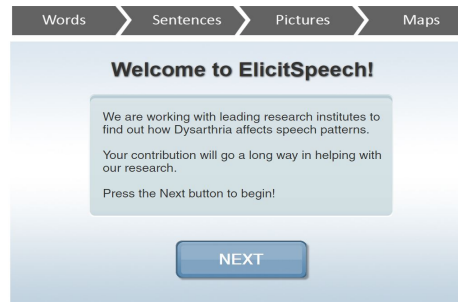 Words Sentences Pictures Maps
Welcome to ElicitSpeech!
We are working with leading research institutes to
find out how Dysarthria affects speech patterns.
Your contribution will go a long way in helping with
our research.
Press the Next button to begin!
NEXT